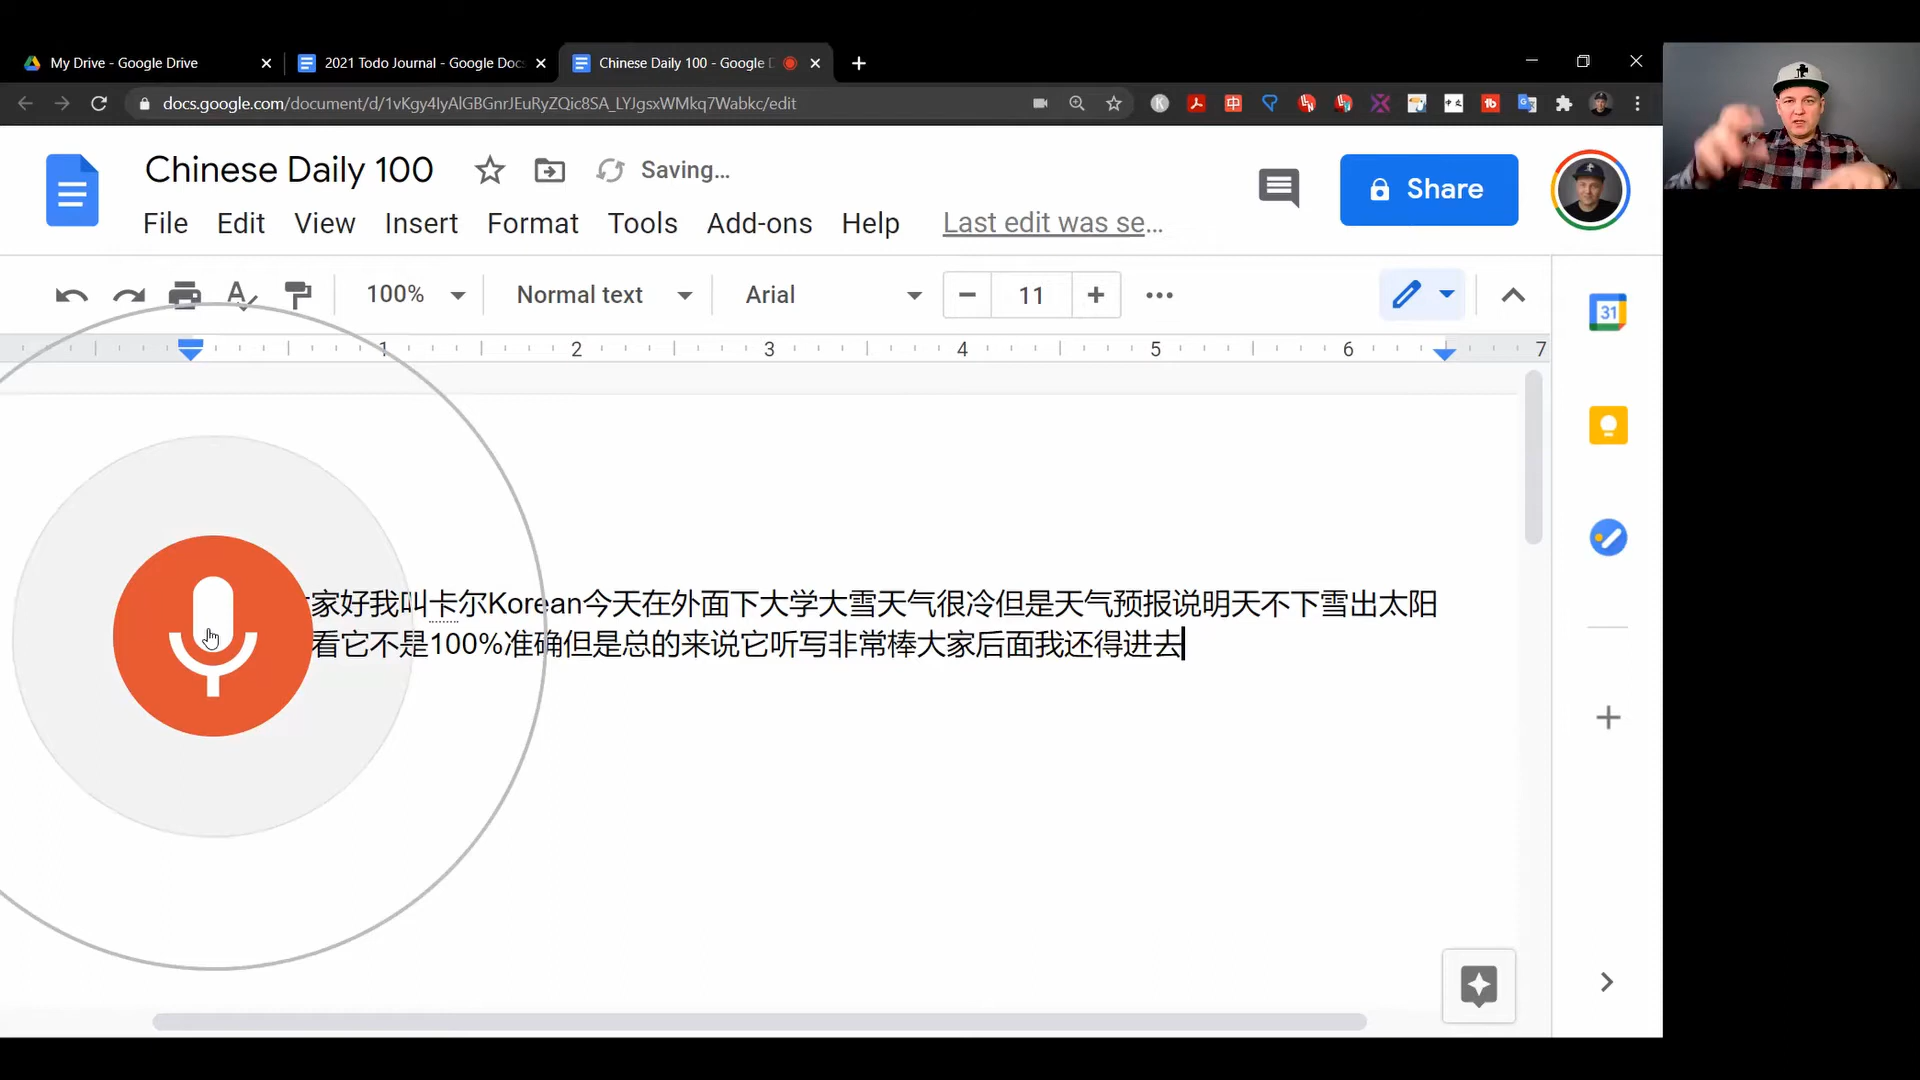 My Drive - Google Drive
2021 Todo Journal - Google Doc
Chinese Daily 100 - Google D
docs.google.com/document/d/1vKgy4IyAlGBGnrJEuRyZQic8SA_LYJgsxWMkq7Wabkc/edit
Chinese Daily 100
Saving...
Share
File Edit View Insert Format Tools Add-ons Help Last edit was se...
100% Normal text Arial 11
1 2 3 4 5 6 7
31
家好我叫卡尔Korean今天在外面下大学大雪天气很冷但是天气预报说明天不下雪出太阳
看它不是100%准确但是总的来说它听写非常棒大家后面我还得进去